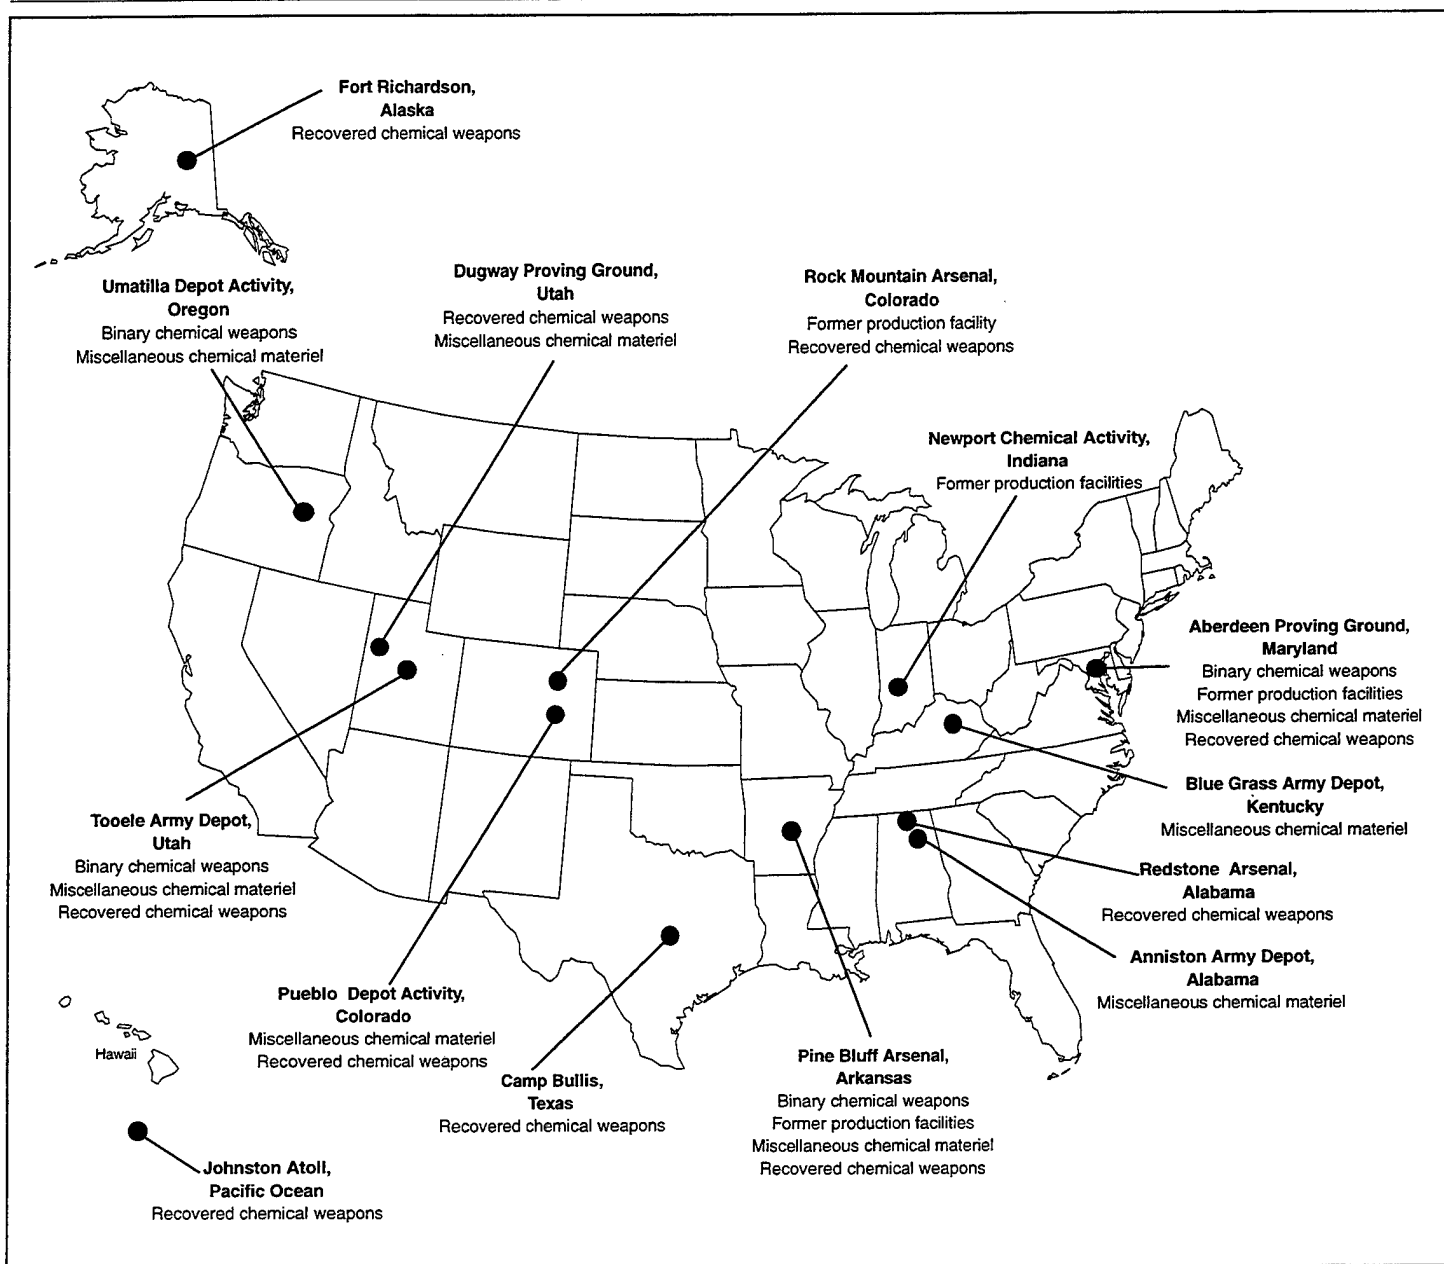 Fort Richardson,
Alaska
Recovered chemical weapons
Umatilla Depot Activity,
Oregon
Binary chemical weapons
Miscellaneous chemical materiel
Dugway Proving Ground,
Utah
Recovered chemical weapons
Miscellaneous chemical materiel
Rock Mountain Arsenal,
Colorado
Former production facility
Recovered chemical weapons
Newport Chemical Activity,
Indiana
Former production facilities
Aberdeen Proving Ground,
Maryland
Binary chemical weapons
Former production facilities
Miscellaneous chemical materiel
Recovered chemical weapons
Blue Grass Army Depot,
Kentucky
Miscellaneous chemical materiel
Tooele Army Depot,
Utah
Binary chemical weapons
Miscellaneous chemical materiel
Recovered chemical weapons
Redstone Arsenal,
Alabama
Recovered chemical weapons
Anniston Army Depot,
Alabama
Miscellaneous chemical materiel
Pueblo Depot Activity,
Colorado
Miscellaneous chemical materiel
Recovered chemical weapons
Hawaii
Camp Bullis,
Texas
Recovered chemical weapons
Pine Bluff Arsenal,
Arkansas
Binary chemical weapons
Former production facilities
Miscellaneous chemical materiel
Recovered chemical weapons
Johnston Atoll,
Pacific Ocean
Recovered chemical weapons